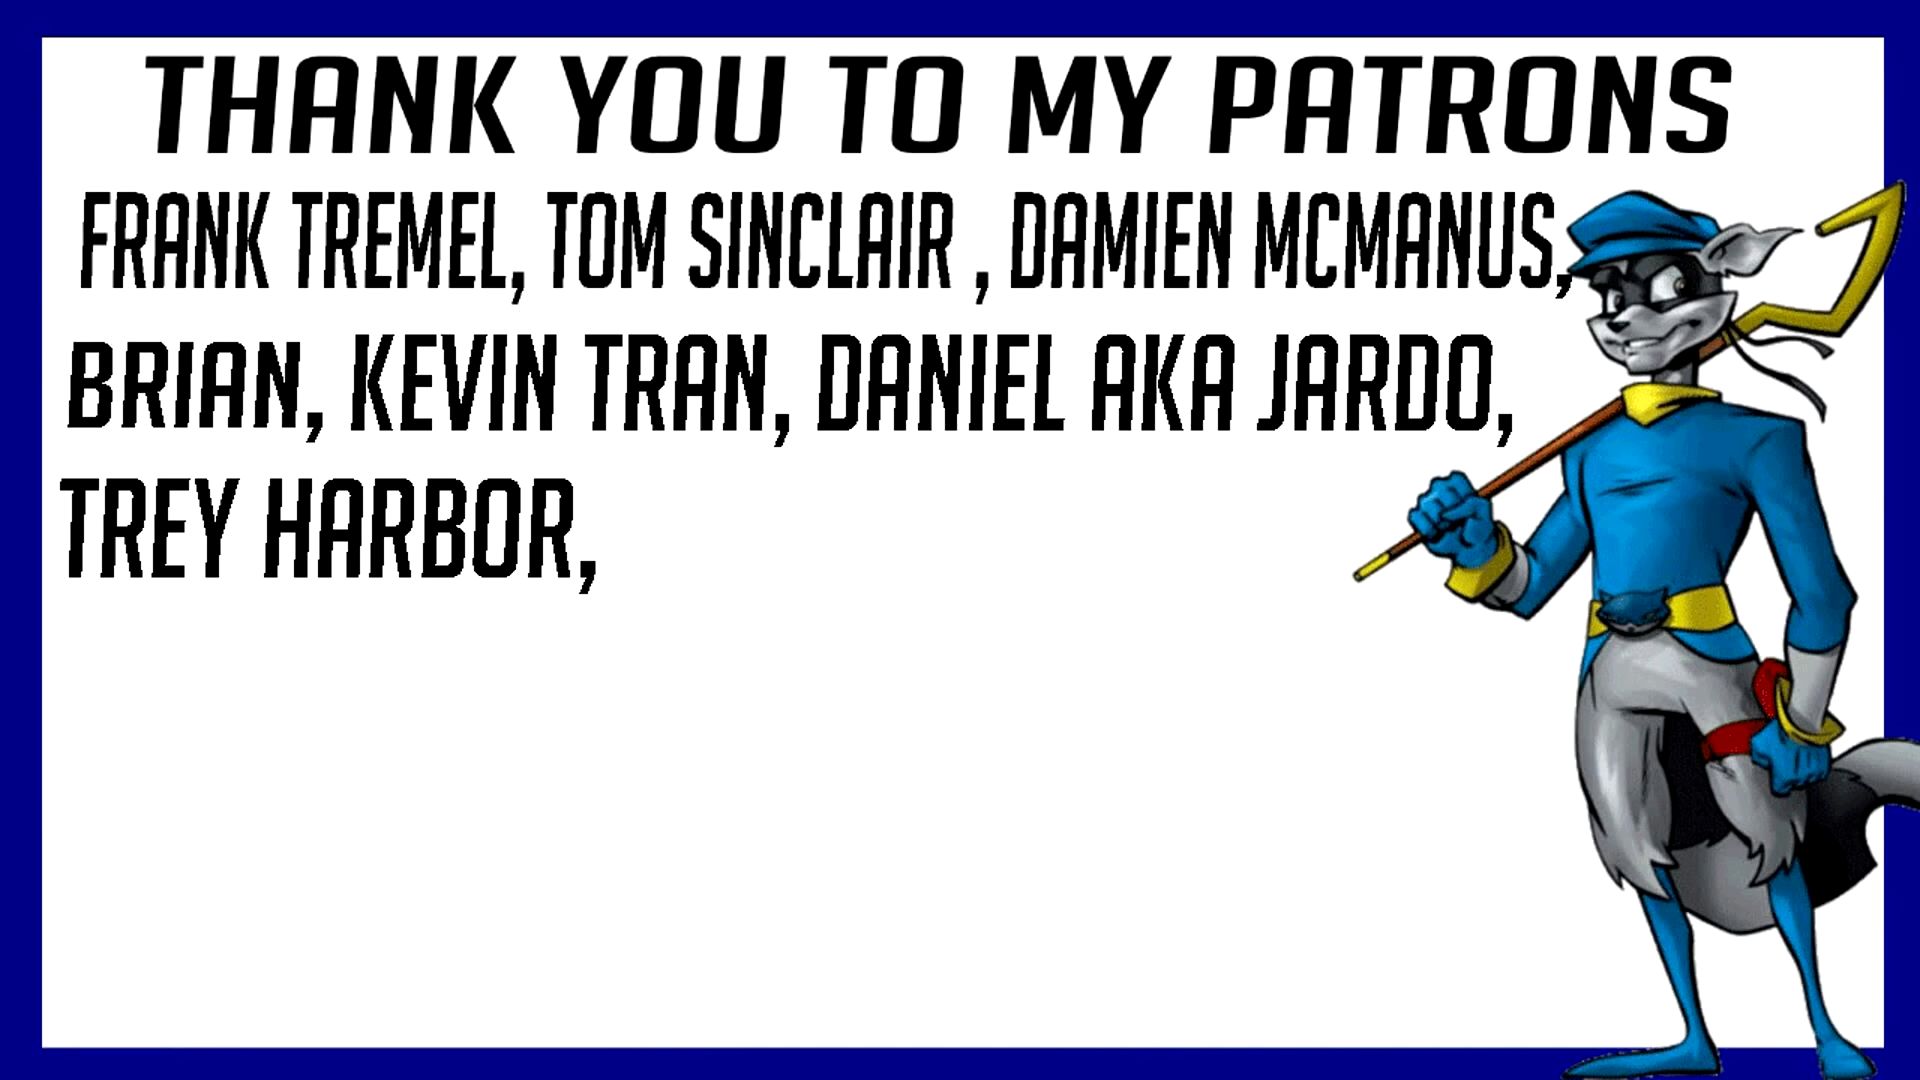 THANK YOU TO MY PATRONS
FRANK TREMEL, TOM SINCLAIR , DAMIEN MCMANUS,
BRIAN, KEVIN TRAN, DANIEL AKA JARDO,
TREY HARBOR,